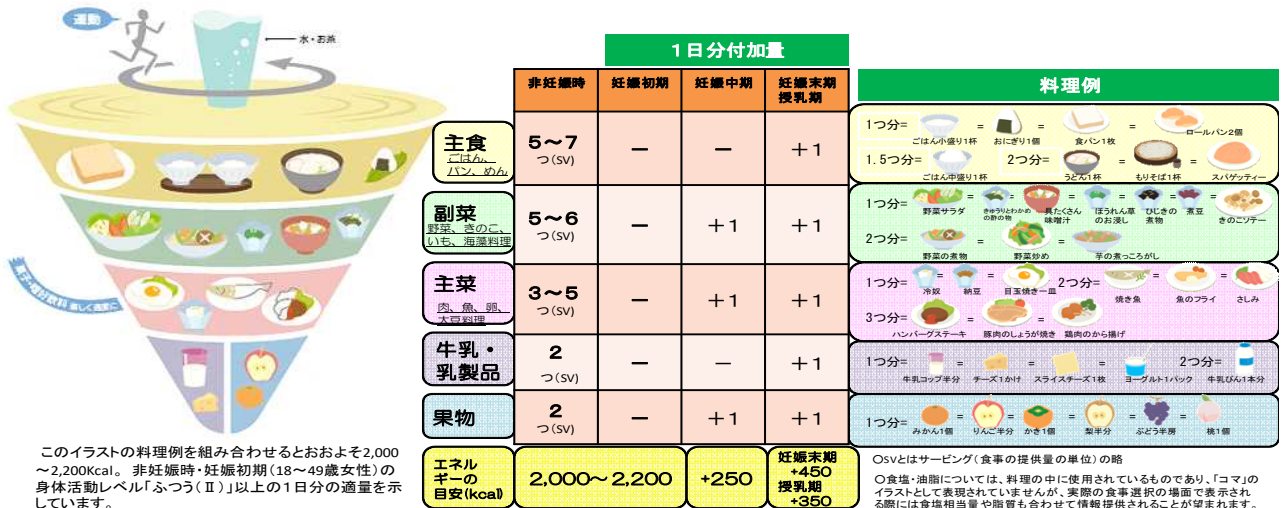 運動
水・お茶
菓子・嗜好飲料 楽しく適度に
このイラストの料理例を組み合わせるとおおよそ2,000
～2,200Kcal。非妊娠時・妊娠初期(18～49歳女性)の
身体活動レベル「ふつう(Ⅱ)」以上の1日分の適量を示
しています。
1日分付加量
非妊娠時 妊娠初期 妊娠中期 妊娠末期
授乳期
主食
ごはん、
パン、めん
5～7
つ(SV)
－ － +1
副菜
野菜、きのこ、
いも、海藻料理
5～6
つ(SV)
－ +1 +1
主菜
肉、魚、卵、
大豆料理
3～5
つ(SV)
－ +1 +1
牛乳・
乳製品
2
つ(SV)
－ － +1
果物
2
つ(SV)
－ +1 +1
エネル
ギーの
目安(kcal)
2,000～2,200
+250
妊娠末期
+450
授乳期
+350
料理例
1つ分= = = =
ごはん小盛り1杯 おにぎり1個 食パン1枚 ロールパン2個
1.5つ分= 2つ分= = =
ごはん中盛り1杯 うどん1杯 もりそば1杯 スパゲッティー
1つ分= = = = = = =
野菜サラダ きゅうりとわかめの酢の物 具たくさん味噌汁 ほうれん草のお浸し ひじきの煮物 煮豆 きのこソテー
2つ分= = =
野菜の煮物 野菜炒め 芋の煮っころがし
1つ分= = = 2つ分= = =
冷奴 納豆 目玉焼き一皿 焼き魚 魚のフライ さしみ
3つ分= = =
ハンバーグステーキ 豚肉のしょうが焼き 鶏肉のから揚げ
1つ分= = = = 2つ分=
牛乳コップ半分 チーズ1かけ スライスチーズ1枚 ヨーグルト1パック 牛乳びん1本分
1つ分= = = = = =
みかん1個 りんご半分 かき1個 梨半分 ぶどう半房 桃1個
○SVとはサービング(食事の提供量の単位)の略
○食塩・油脂については、料理の中に使用されているものであり、「コマ」の
イラストとして表現されていませんが、実際の食事選択の場面で表示され
る際には食塩相当量や脂質も合わせて情報提供されることが望まれます。